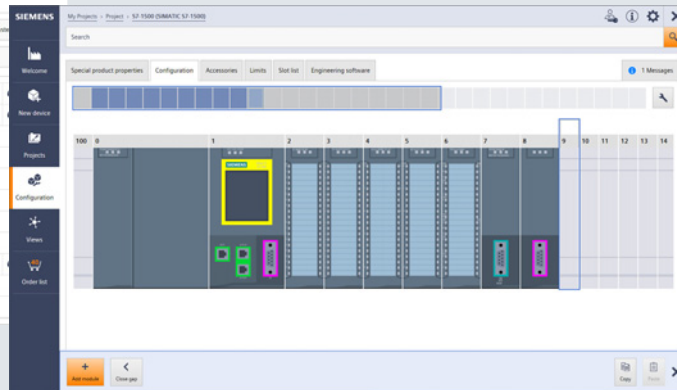 SIEMENS
My Projects > Project > S7-1500 (SIMATIC S7-1500)
Search
Welcome
New device
Projects
Configuration
Views
Order list
Special product properties
Configuration
Accessories
Limits
Slot list
Engineering software
1 Messages
100 0 1 2 3 4 5 6 7 8 9 10 11 12 13 14
SIEMENS
Add module
Close gap
Copy
Paste